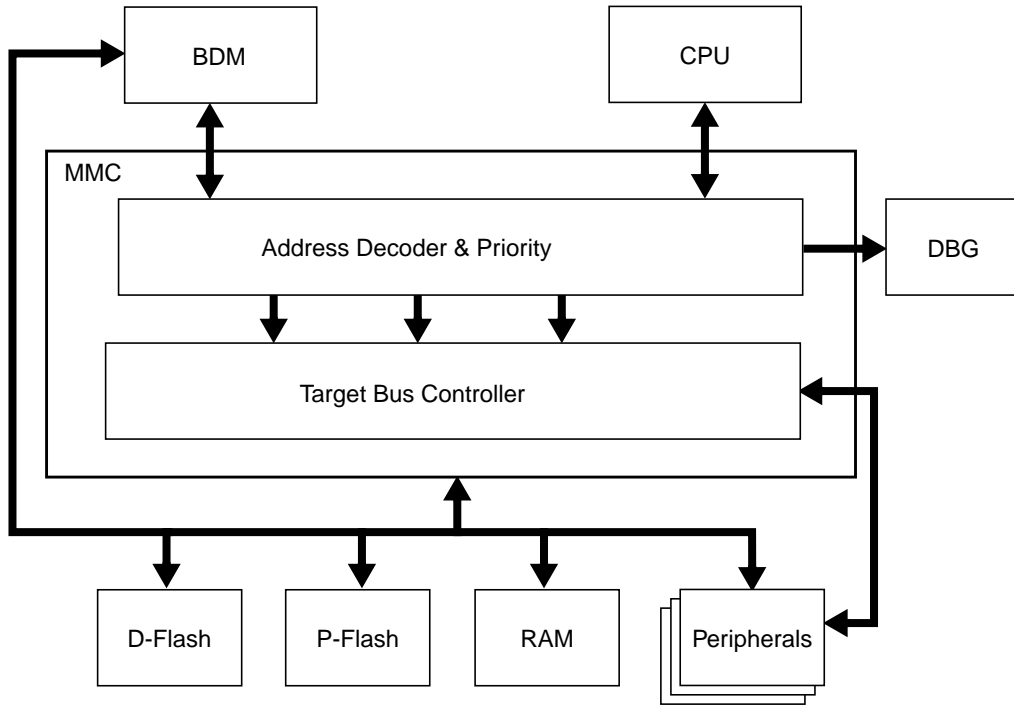 BDM
CPU
MMC
Address Decoder & Priority
DBG
Target Bus Controller
D-Flash
P-Flash
RAM
Peripherals